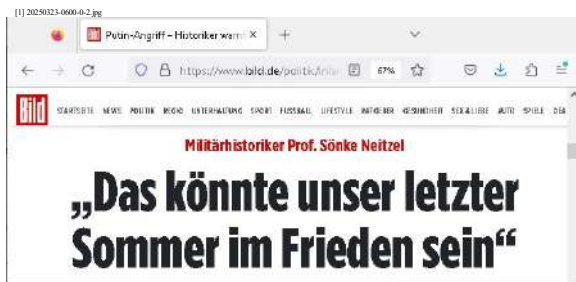 [1] 20250323-0600-0-2.jpg
Putin-Angriff – Historiker warnt
https://www.bild.de/politik/
67%
Bild
STARTSEITE NEWS POLITIK REGIO UNTERHALTUNG SPORT FUSSBALL LIFESTYLE RATGEBER GESUNDHEIT SEX & LIEBE AUTO SPIELE DEA
Militärhistoriker Prof. Sönke Neitzel
„Das könnte unser letzter
Sommer im Frieden sein“